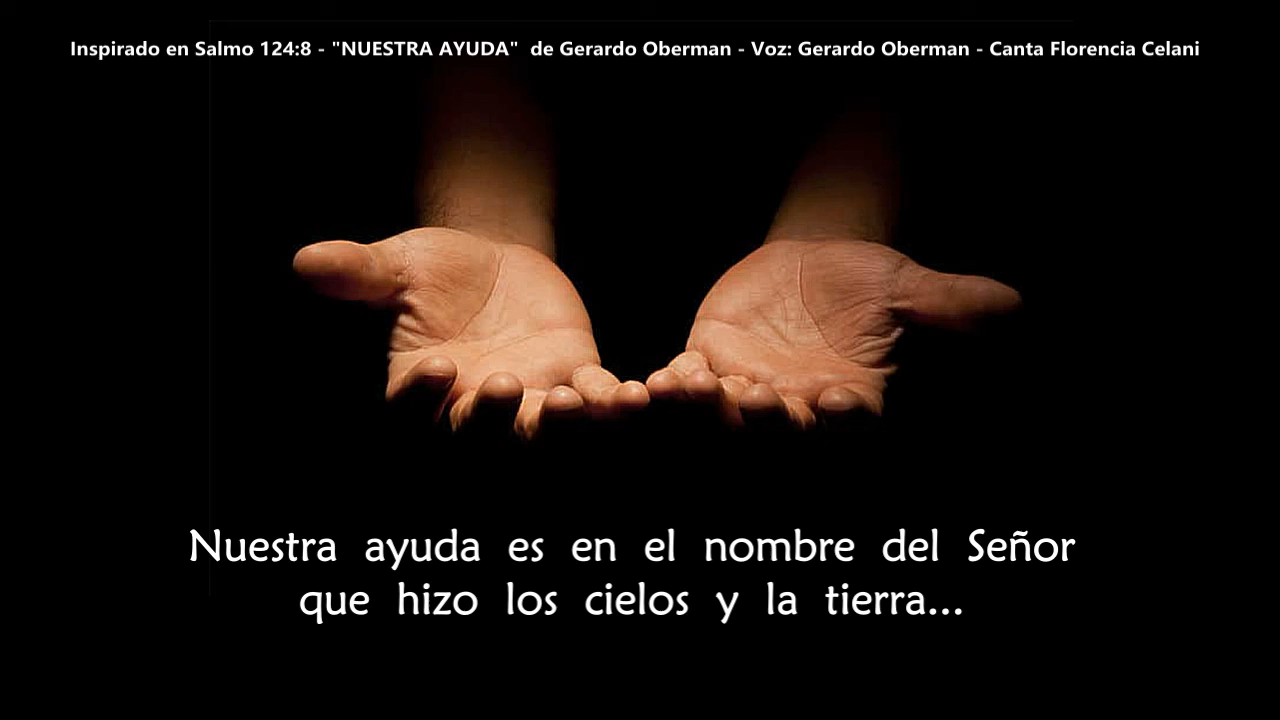 Inspirado en Salmo 124:8 - "NUESTRA AYUDA" de Gerardo Oberman - Voz: Gerardo Oberman - Canta Florencia Celani
Nuestra ayuda es en el nombre del Señor
que hizo los cielos y la tierra...